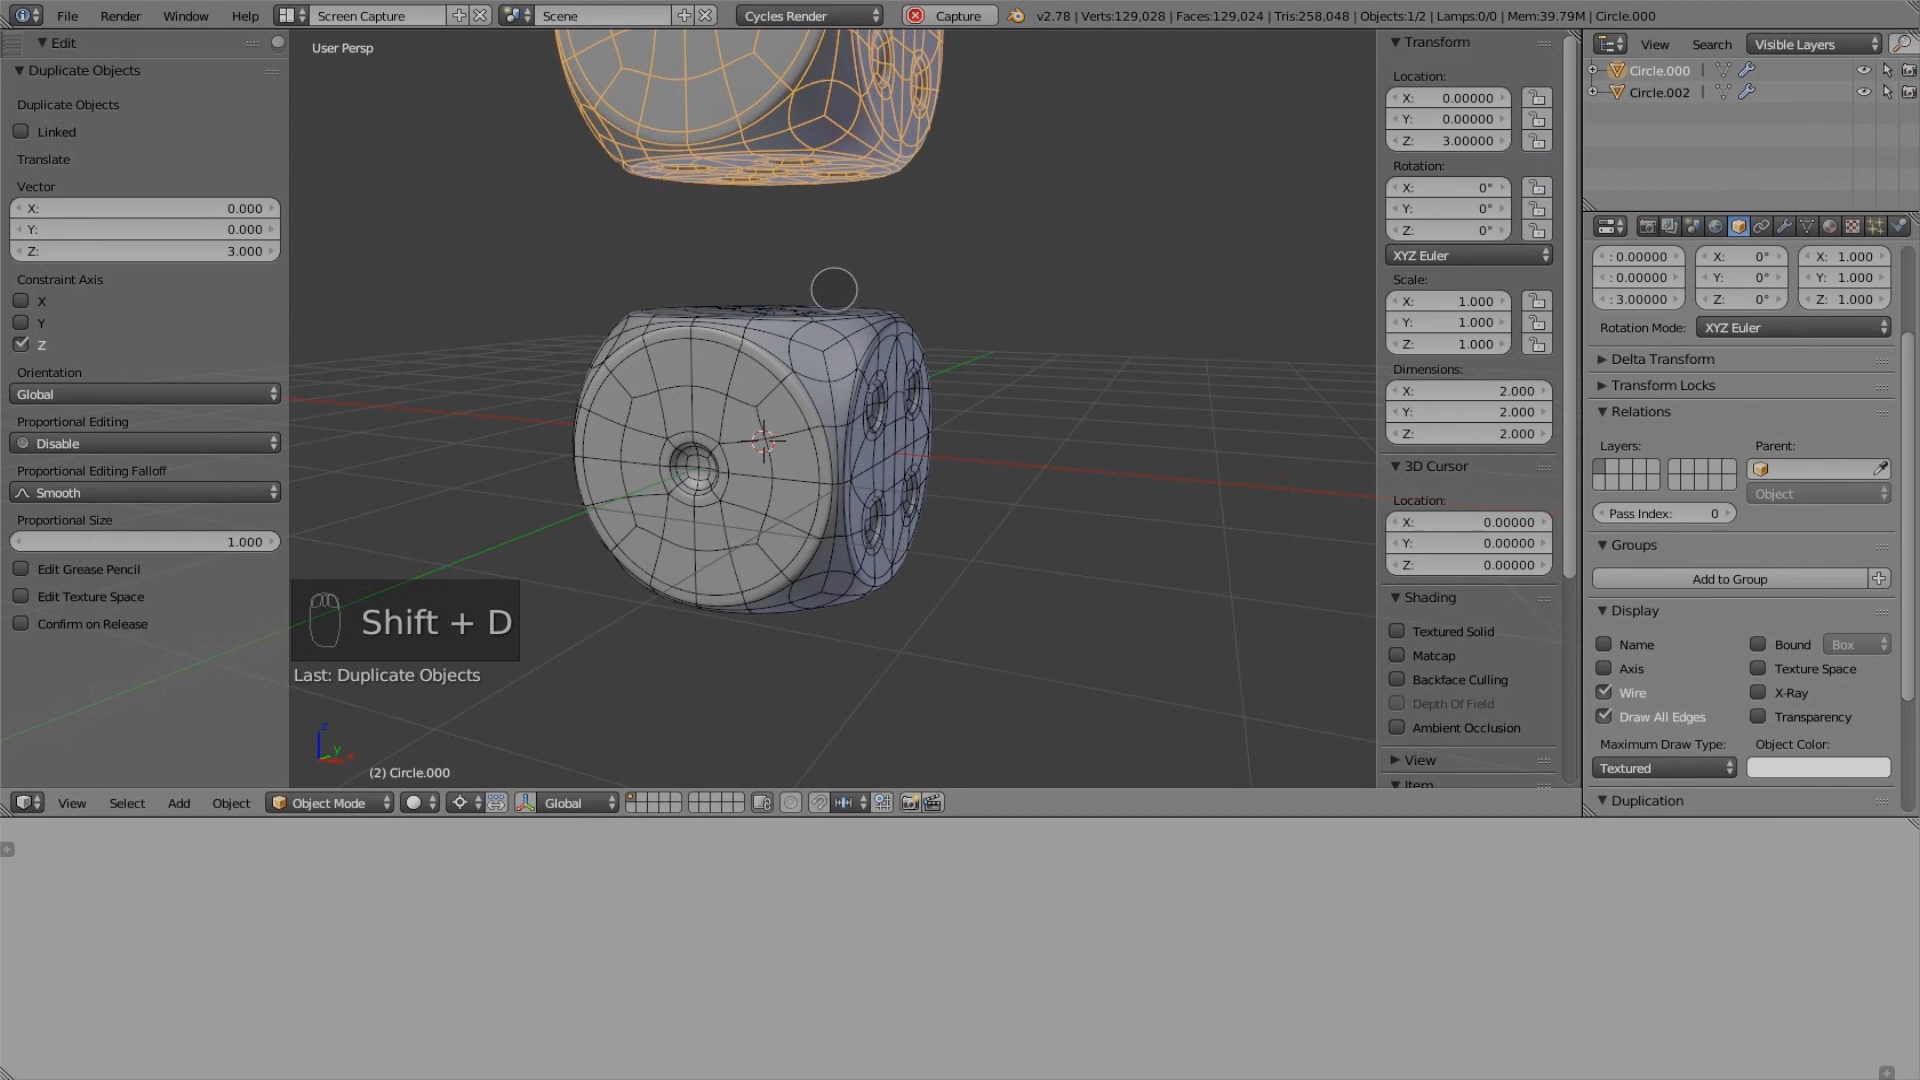 File Render Window Help Screen Capture Scene Cycles Render Capture v2.78 | Verts:129,028 | Faces:129,024 | Tris:258,048 | Objects:1/2 | Lamps:0/0 | Mem:39.79M | Circle.000
Edit
Duplicate Objects
Duplicate Objects
Linked
Translate
Vector
X: 0.000
Y: 0.000
Z: 3.000
Constraint Axis
X
Y
Z
Orientation
Global
Proportional Editing
Disable
Proportional Editing Falloff
Smooth
Proportional Size
1.000
Edit Grease Pencil
Edit Texture Space
Confirm on Release
User Persp
Shift + D
Last: Duplicate Objects
z
y
x
(2) Circle.000
View Select Add Object Object Mode Global
Transform
Location:
X: 0.00000
Y: 0.00000
Z: 3.00000
Rotation:
X: 0°
Y: 0°
Z: 0°
XYZ Euler
Scale:
X: 1.000
Y: 1.000
Z: 1.000
Dimensions:
X: 2.000
Y: 2.000
Z: 2.000
3D Cursor
Location:
X: 0.00000
Y: 0.00000
Z: 0.00000
Shading
Textured Solid
Matcap
Backface Culling
Depth Of Field
Ambient Occlusion
View
Item
View Search Visible Layers
Circle.000
Circle.002
: 0.00000 X: 0° X: 1.000
: 0.00000 Y: 0° Y: 1.000
: 3.00000 Z: 0° Z: 1.000
Rotation Mode: XYZ Euler
Delta Transform
Transform Locks
Relations
Layers: Parent:
Object
Pass Index: 0
Groups
Add to Group
Display
Name Bound Box
Axis Texture Space
Wire X-Ray
Draw All Edges Transparency
Maximum Draw Type: Object Color:
Textured
Duplication